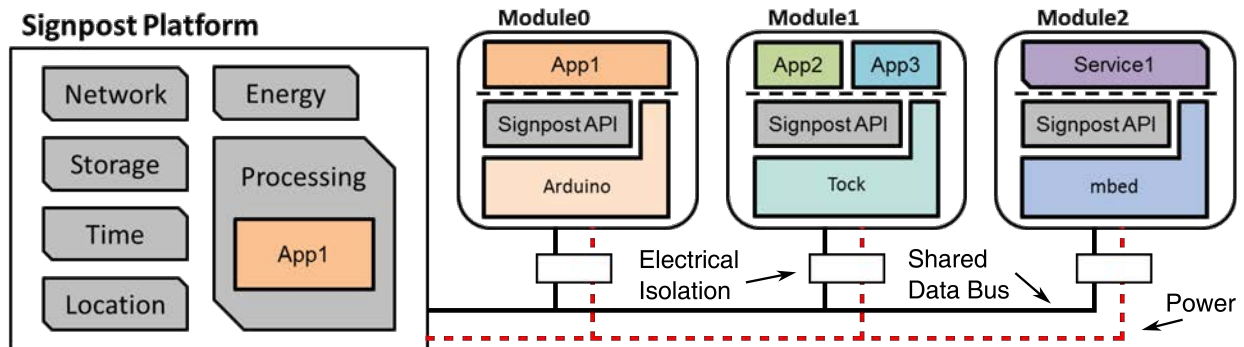 Signpost Platform
Network
Energy
Storage
Processing
Time
App1
Location
Module0
App1
Signpost API
Arduino
Module1
App2
App3
Signpost API
Tock
Module2
Service1
Signpost API
mbed
Electrical
Isolation
Shared
Data Bus
Power